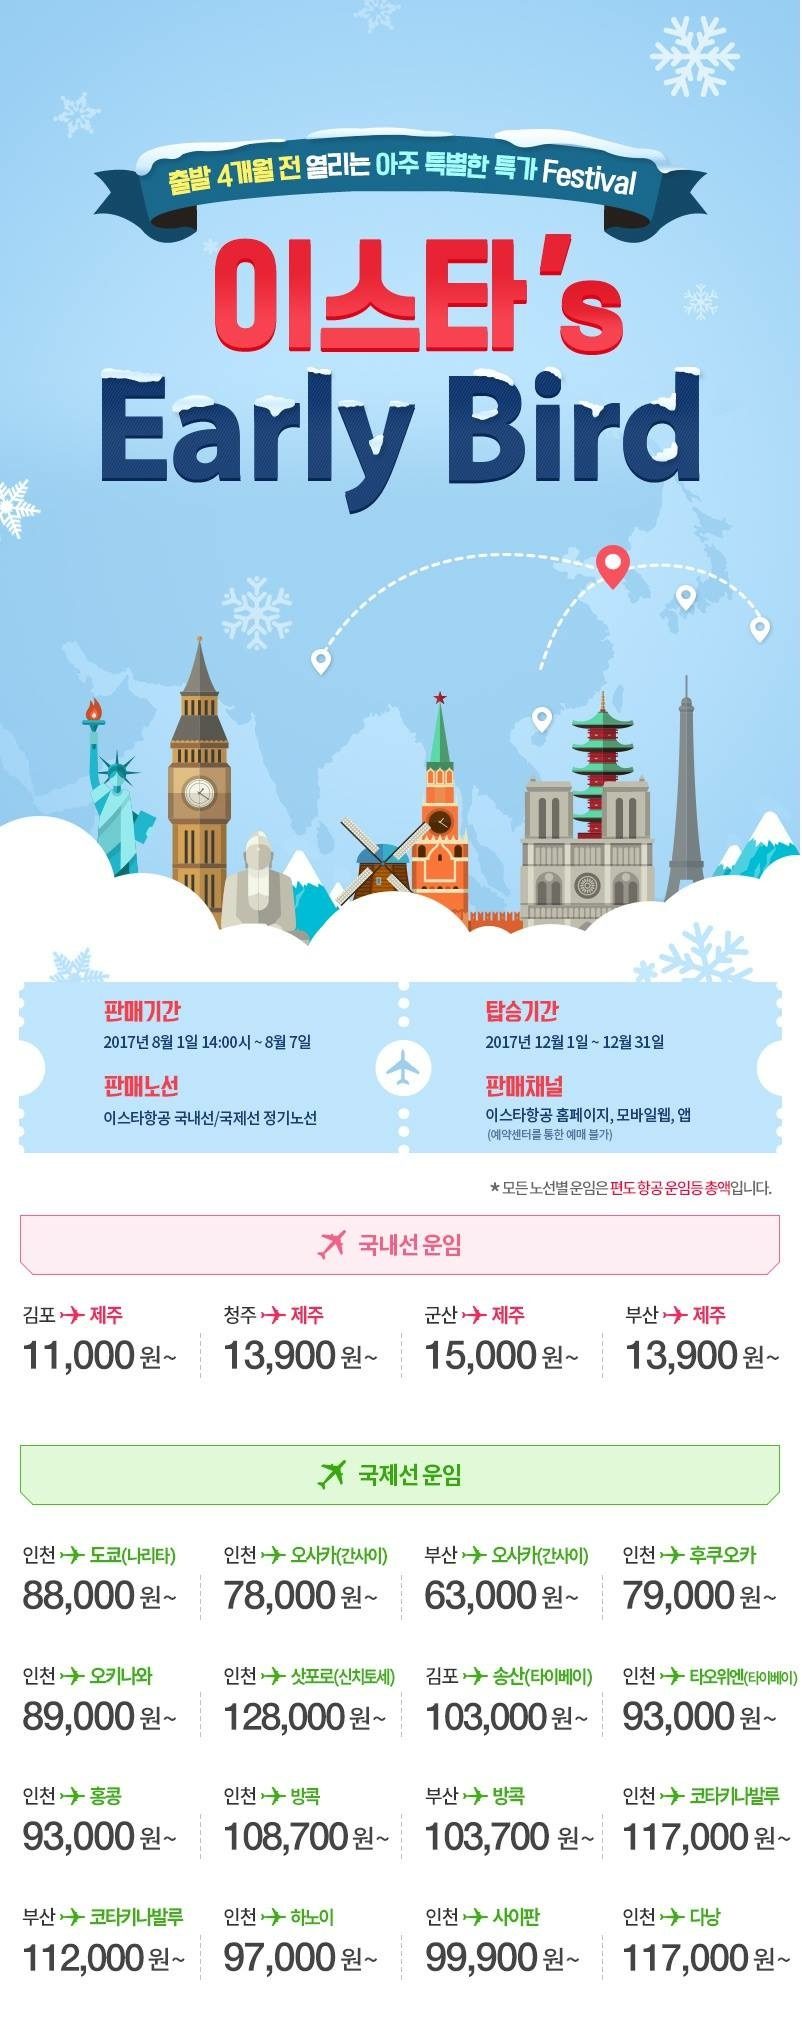 출발 4개월 전 열리는 아주 특별한 특가 Festival
이스타's
Early Bird
판매기간
2017년 8월 1일 14:00시 ~ 8월 7일
탑승기간
2017년 12월 1일 ~ 12월 31일
판매노선
이스타항공 국내선/국제선 정기노선
판매채널
이스타항공 홈페이지, 모바일웹, 앱
(예약센터를 통한 예매 불가)
* 모든 노선별 운임은 편도 항공 운임등 총액입니다.
국내선 운임
김포 제주
11,000 원~
청주 제주
13,900 원~
군산 제주
15,000 원~
부산 제주
13,900 원~
국제선 운임
인천 도쿄(나리타)
88,000 원~
인천 오사카(간사이)
78,000 원~
부산 오사카(간사이)
63,000 원~
인천 후쿠오카
79,000 원~
인천 오키나와
89,000 원~
인천 삿포로(신치토세)
128,000 원~
김포 송산(타이베이)
103,000 원~
인천 타오위엔(타이베이)
93,000 원~
인천 홍콩
93,000 원~
인천 방콕
108,700 원~
부산 방콕
103,700 원~
인천 코타키나발루
117,000 원~
부산 코타키나발루
112,000 원~
인천 하노이
97,000 원~
인천 사이판
99,900 원~
인천 다낭
117,000 원~